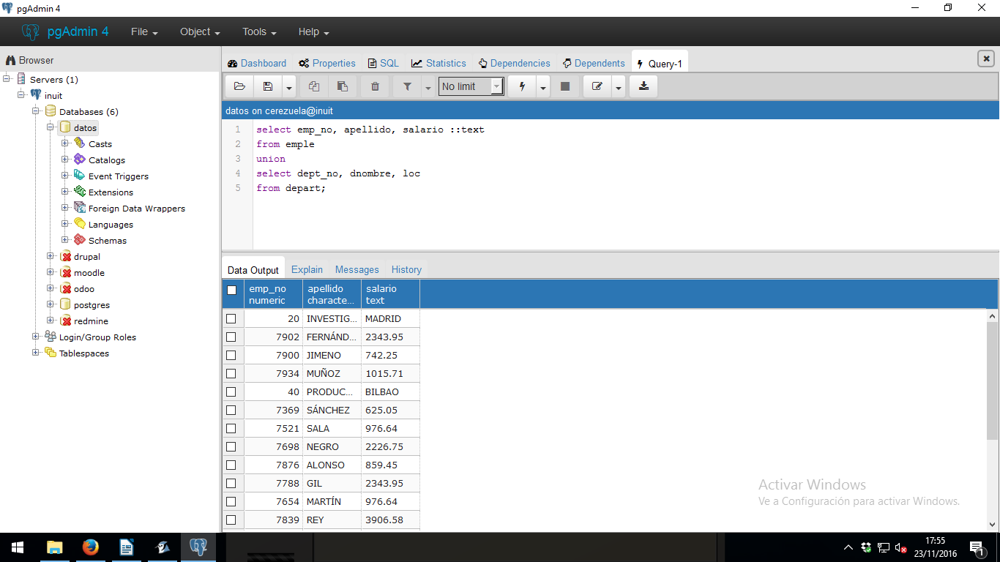 pgAdmin 4
pgAdmin 4 File Object Tools Help
Browser
Servers (1)
inuit
Databases (6)
datos
Casts
Catalogs
Event Triggers
Extensions
Foreign Data Wrappers
Languages
Schemas
drupal
moodle
odoo
postgres
redmine
Login/Group Roles
Tablespaces
Dashboard Properties SQL Statistics Dependencies Dependents Query-1
No limit
datos on cerezuela@inuit
1 select emp_no, apellido, salario ::text
2 from emple
3 union
4 select dept_no, dnombre, loc
5 from depart;
Data Output Explain Messages History
emp_no apellido salario
numeric characte... text
20 INVESTIG... MADRID
7902 FERNÁND... 2343.95
7900 JIMENO 742.25
7934 MUÑOZ 1015.71
40 PRODUC... BILBAO
7369 SÁNCHEZ 625.05
7521 SALA 976.64
7698 NEGRO 2226.75
7876 ALONSO 859.45
7788 GIL 2343.95
7654 MARTÍN 976.64
7839 REY 3906.58
Activar Windows
Ve a Configuración para activar Windows.
17:55
23/11/2016
1